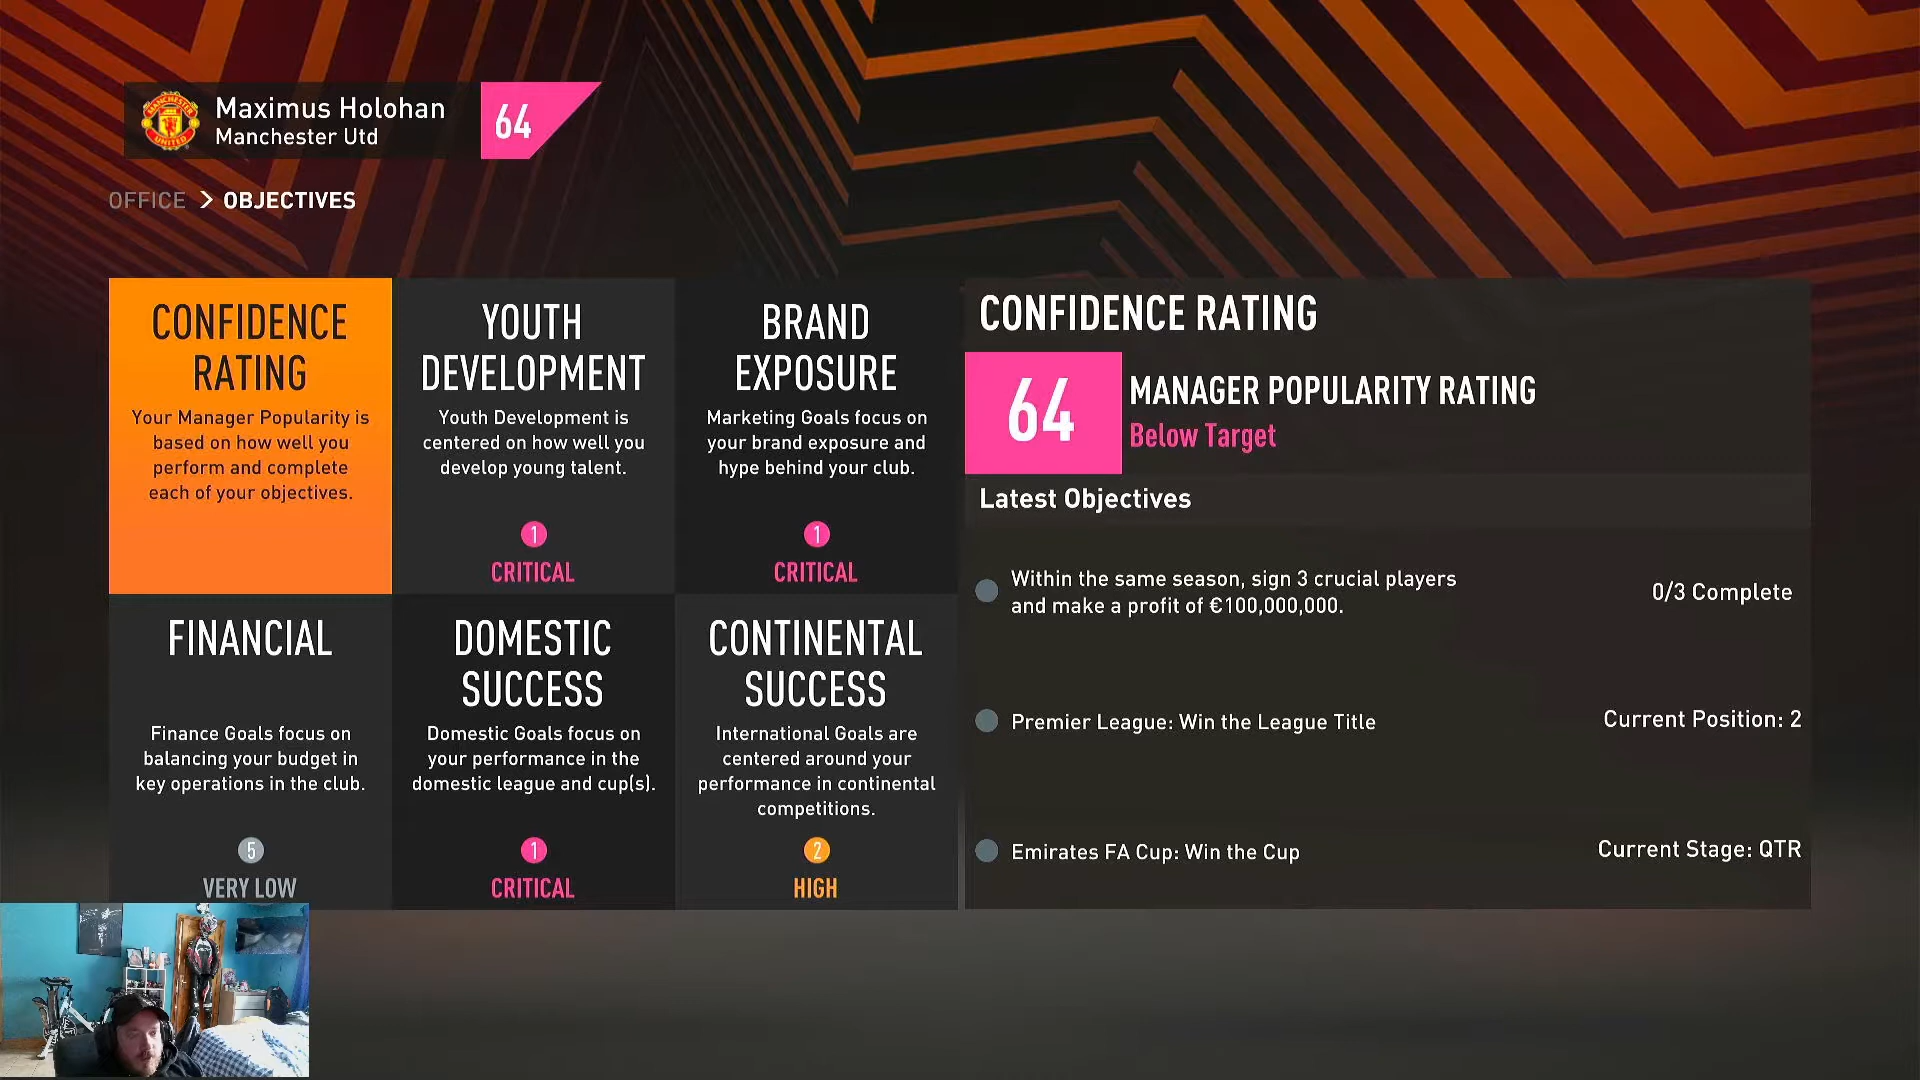 Maximus Holohan
Manchester Utd
64
OFFICE > OBJECTIVES
CONFIDENCE
RATING
Your Manager Popularity is
based on how well you
perform and complete
each of your objectives.
YOUTH
DEVELOPMENT
Youth Development is
centered on how well you
develop young talent.
1
CRITICAL
BRAND
EXPOSURE
Marketing Goals focus on
your brand exposure and
hype behind your club.
1
CRITICAL
FINANCIAL
Finance Goals focus on
balancing your budget in
key operations in the club.
5
VERY LOW
DOMESTIC
SUCCESS
Domestic Goals focus on
your performance in the
domestic league and cup(s).
1
CRITICAL
CONTINENTAL
SUCCESS
International Goals are
centered around your
performance in continental
competitions.
2
HIGH
CONFIDENCE RATING
64
MANAGER POPULARITY RATING
Below Target
Latest Objectives
Within the same season, sign 3 crucial players
and make a profit of €100,000,000.
0/3 Complete
Premier League: Win the League Title
Current Position: 2
Emirates FA Cup: Win the Cup
Current Stage: QTR